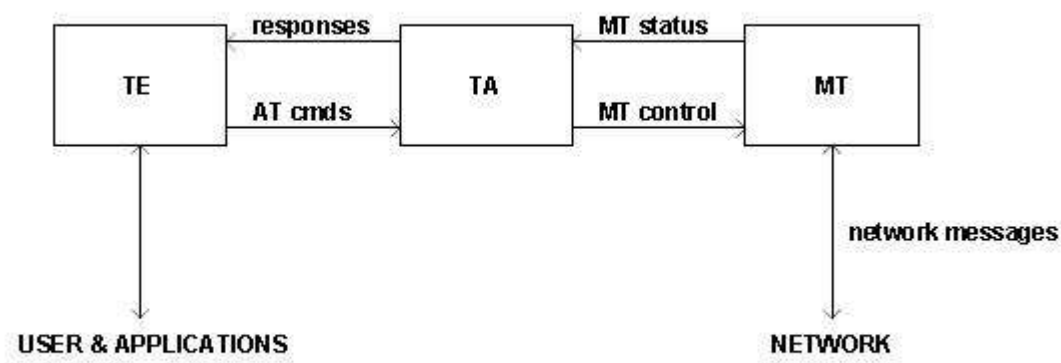 responses
MT status
TE
TA
MT
AT cmds
MT control
network messages
USER & APPLICATIONS
NETWORK